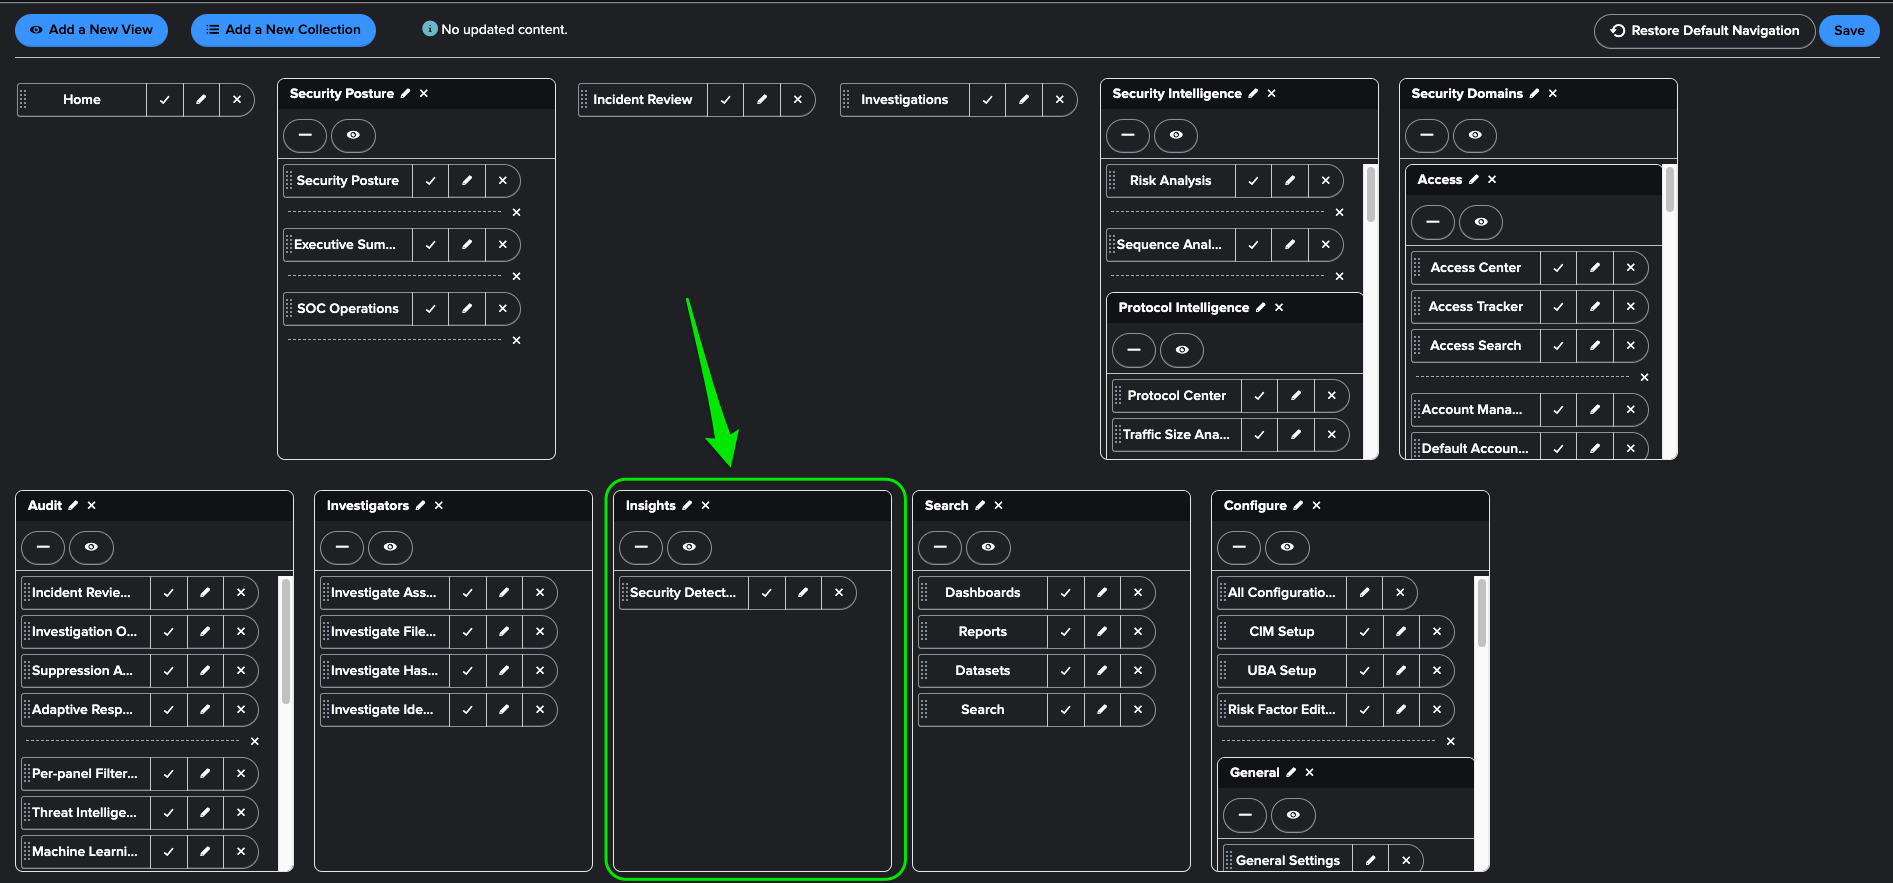 Add a New View
Add a New Collection
No updated content.
Restore Default Navigation
Save
Home
Security Posture
Security Posture
Executive Sum...
SOC Operations
Incident Review
Investigations
Security Intelligence
Risk Analysis
Sequence Anal...
Protocol Intelligence
Protocol Center
Traffic Size Ana...
Security Domains
Access
Access Center
Access Tracker
Access Search
Account Mana...
Default Accoun...
Audit
Incident Revie...
Investigation O...
Suppression A...
Adaptive Resp...
Per-panel Filter...
Threat Intellige...
Machine Learni...
Investigators
Investigate Ass...
Investigate File...
Investigate Has...
Investigate Ide...
Insights
Security Detect...
Search
Dashboards
Reports
Datasets
Search
Configure
All Configuratio...
CIM Setup
UBA Setup
Risk Factor Edit...
General
General Settings